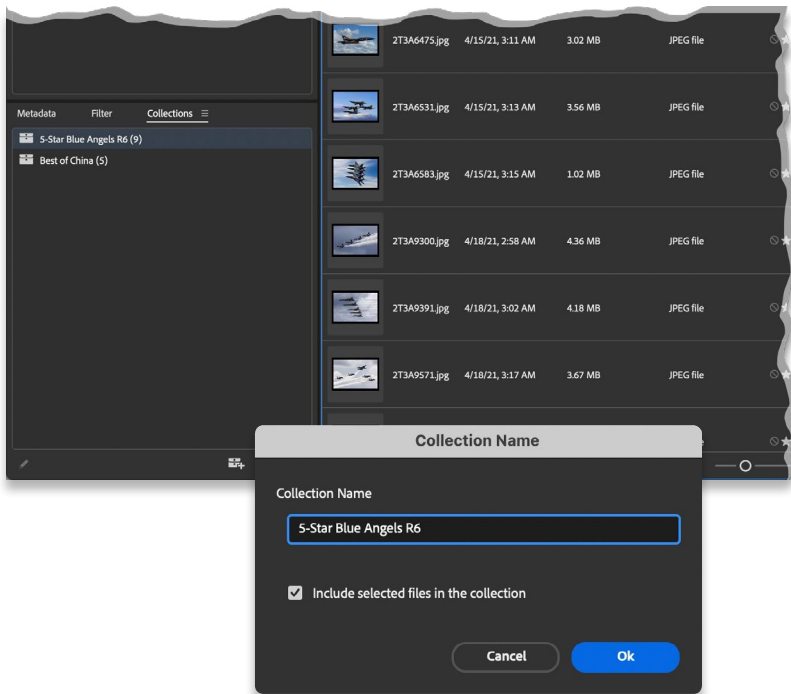 2T3A6475.jpg 4/15/21, 3:11 AM 3.02 MB JPEG file
Metadata Filter Collections
2T3A6531.jpg 4/15/21, 3:13 AM 3.56 MB JPEG file
5-Star Blue Angels R6 (9)
Best of China (5)
2T3A6583.jpg 4/15/21, 3:15 AM 1.02 MB JPEG file
2T3A9300.jpg 4/18/21, 2:58 AM 4.36 MB JPEG file
2T3A9391.jpg 4/18/21, 3:02 AM 4.18 MB JPEG file
2T3A9571.jpg 4/18/21, 3:17 AM 3.67 MB JPEG file
Collection Name
Collection Name
5-Star Blue Angels R6
Include selected files in the collection
Cancel Ok